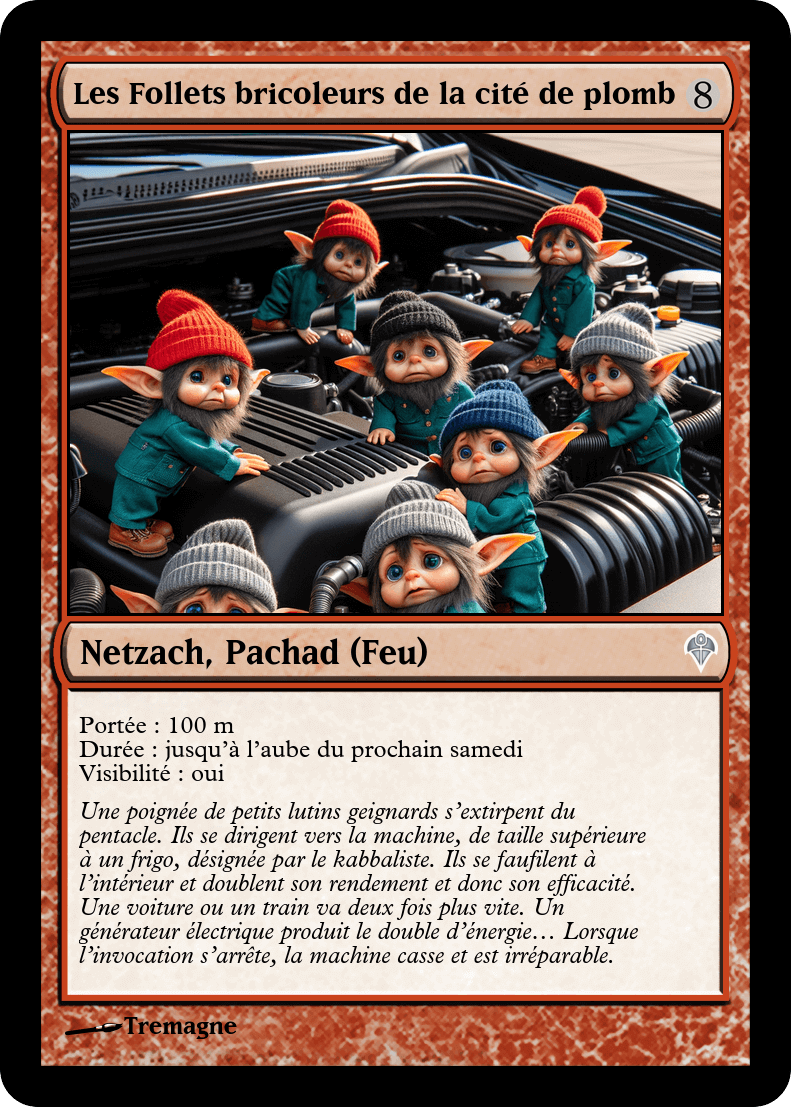 Les Follets bricoleurs de la cité de plomb 8
Netzach, Pachad (Feu)
Portée : 100 m
Durée : jusqu'à l'aube du prochain samedi
Visibilité : oui
Une poignée de petits lutins geignards s'extirpent du
pentacle. Ils se dirigent vers la machine, de taille supérieure
à un frigo, désignée par le kabbaliste. Ils se faufilent à
l'intérieur et doublent son rendement et donc son efficacité.
Une voiture ou un train va deux fois plus vite. Un
générateur électrique produit le double d'énergie… Lorsque
l'invocation s'arrête, la machine casse et est irréparable.
Tremagne